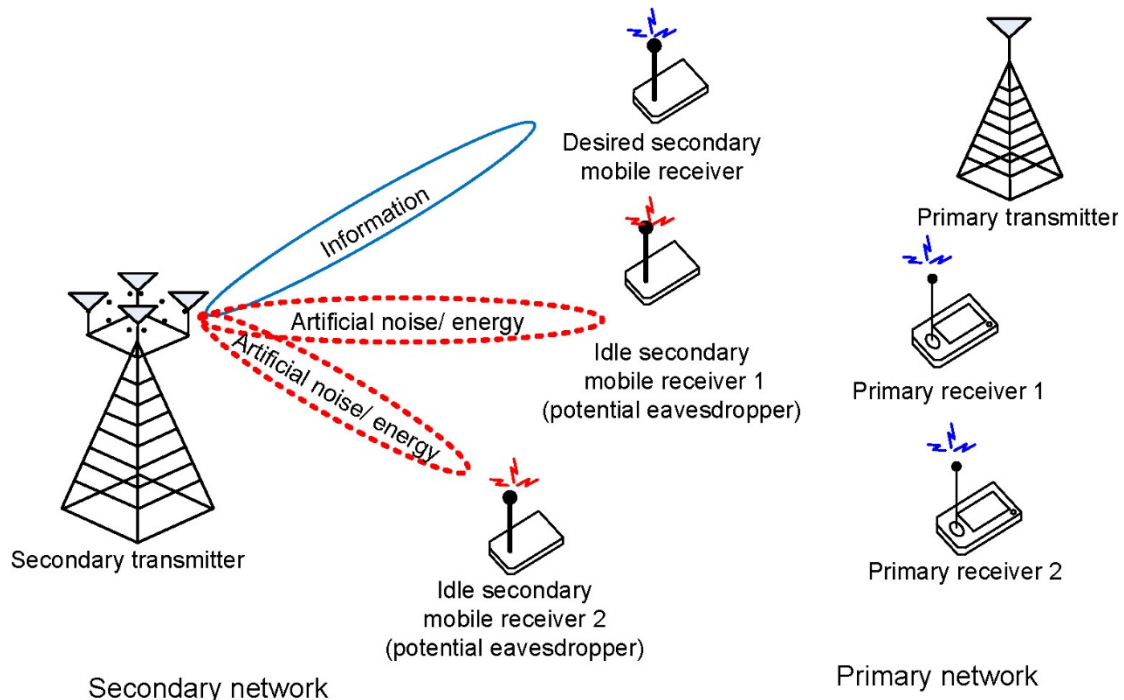 Desired secondary
mobile receiver
Information
Primary transmitter
Artificial noise/ energy
Artificial noise/ energy
Idle secondary
mobile receiver 1
(potential eavesdropper)
Primary receiver 1
Secondary transmitter
Idle secondary
mobile receiver 2
(potential eavesdropper)
Primary receiver 2
Secondary network
Primary network